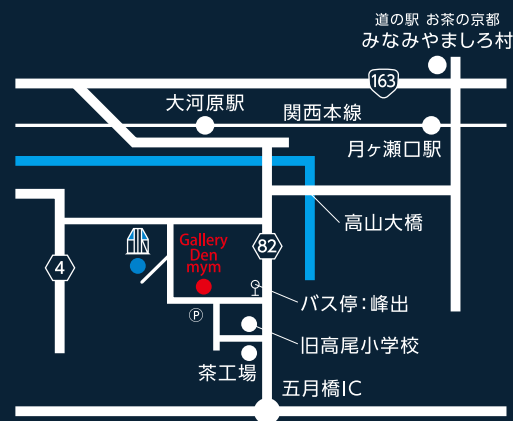 道の駅 お茶の京都
みなみやましろ村
163
大河原駅
関西本線
月ヶ瀬口駅
高山大橋
Gallery
Den
mym
82
4
バス停:峰出
P
旧高尾小学校
茶工場
五月橋IC